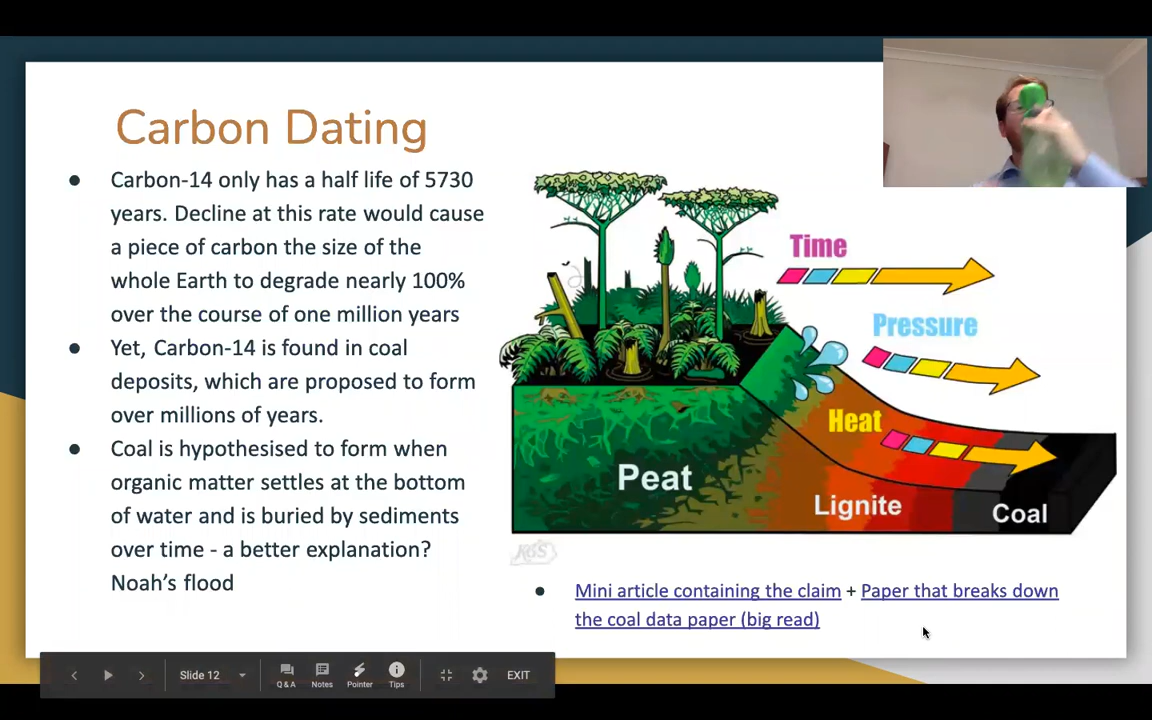 Carbon Dating
● Carbon-14 only has a half life of 5730
years. Decline at this rate would cause
a piece of carbon the size of the
whole Earth to degrade nearly 100%
over the course of one million years
● Yet, Carbon-14 is found in coal
deposits, which are proposed to form
over millions of years.
● Coal is hypothesised to form when
organic matter settles at the bottom
of water and is buried by sediments
over time - a better explanation?
Noah's flood
Time
Pressure
Heat
Peat
Lignite
Coal
KGS
● Mini article containing the claim + Paper that breaks down
the coal data paper (big read)
Slide 12
Q & A
Notes
Pointer
Tips
EXIT